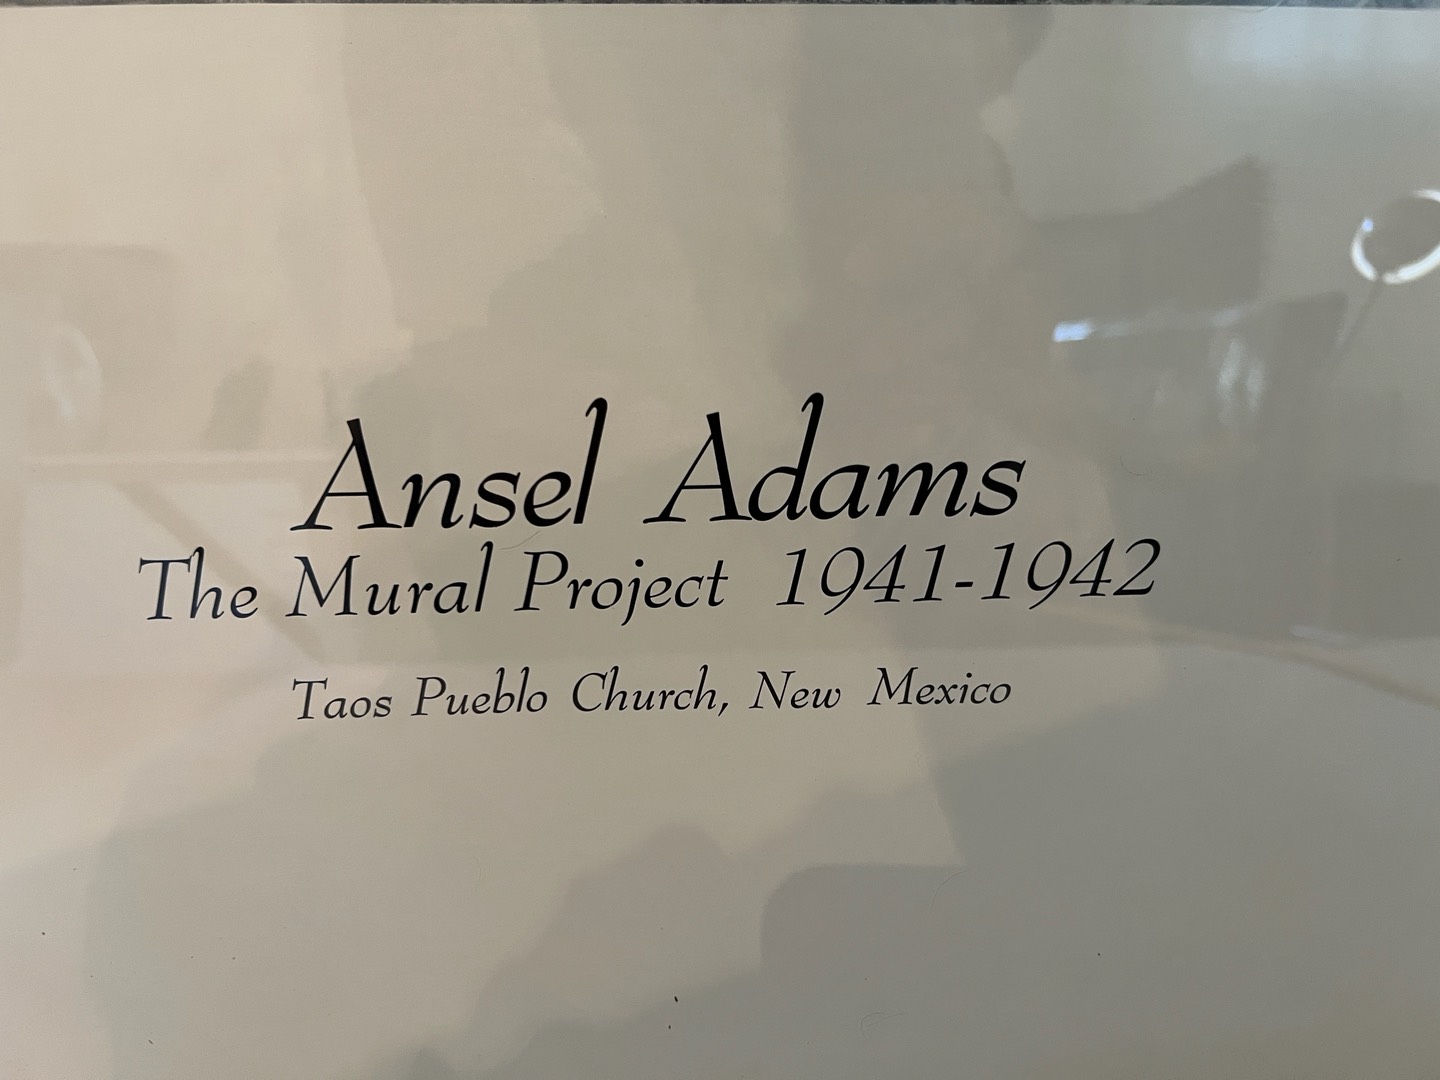 Ansel Adams
The Mural Project 1941-1942
Taos Pueblo Church, New Mexico